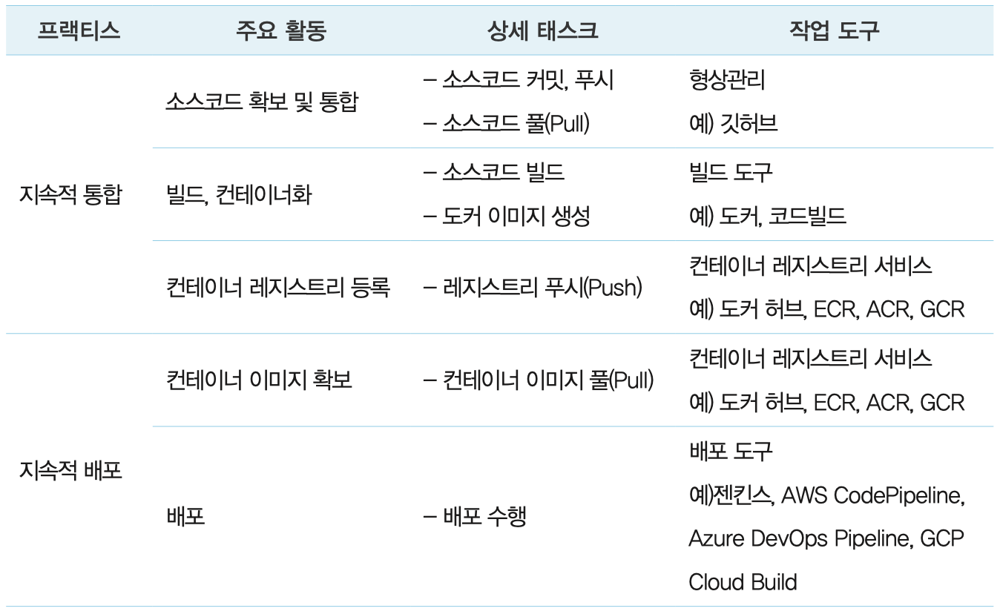 프랙티스 주요 활동 상세 태스크 작업 도구
지속적 통합
소스코드 확보 및 통합
– 소스코드 커밋, 푸시
– 소스코드 풀(Pull)
형상관리
예) 깃허브
빌드, 컨테이너화
– 소스코드 빌드
– 도커 이미지 생성
빌드 도구
예) 도커, 코드빌드
컨테이너 레지스트리 등록
– 레지스트리 푸시(Push)
컨테이너 레지스트리 서비스
예) 도커 허브, ECR, ACR, GCR
지속적 배포
컨테이너 이미지 확보
– 컨테이너 이미지 풀(Pull)
컨테이너 레지스트리 서비스
예) 도커 허브, ECR, ACR, GCR
배포
– 배포 수행
배포 도구
예)젠킨스, AWS CodePipeline,
Azure DevOps Pipeline, GCP
Cloud Build